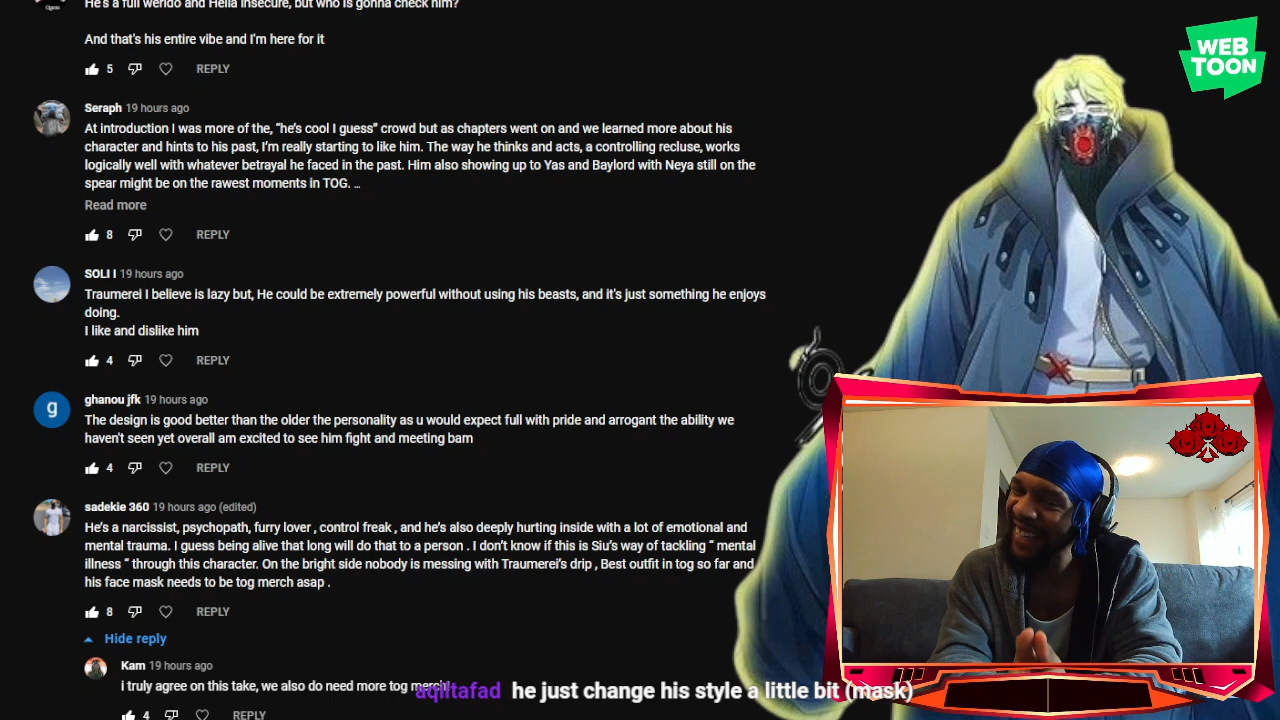 He's a full werido and Hella insecure, but who is gonna check him?
And that's his entire vibe and I'm here for it
5 REPLY
WEB
TOON
Seraph 19 hours ago
At introduction I was more of the, “he's cool I guess” crowd but as chapters went on and we learned more about his
character and hints to his past, I'm really starting to like him. The way he thinks and acts, a controlling recluse, works
logically well with whatever betrayal he faced in the past. Him also showing up to Yas and Baylord with Neya still on the
spear might be on the rawest moments in TOG. ...
Read more
8 REPLY
SOLI I 19 hours ago
Traumerei I believe is lazy but, He could be extremely powerful without using his beasts, and it's just something he enjoys
doing.
I like and dislike him
4 REPLY
g
ghanou jfk 19 hours ago
The design is good better than the older the personality as u would expect full with pride and arrogant the ability we
haven't seen yet overall am excited to see him fight and meeting bam
4 REPLY
sadekie 360 19 hours ago (edited)
He's a narcissist, psychopath, furry lover , control freak , and he's also deeply hurting inside with a lot of emotional and
mental trauma. I guess being alive that long will do that to a person . I don't know if this is Siu's way of tackling “ mental
illness “ through this character. On the bright side nobody is messing with Traumerei's drip , Best outfit in tog so far and
his face mask needs to be tog merch asap .
8 REPLY
Hide reply
Kam 19 hours ago
i truly agree on this take, we also do need more tog merch
aqiltafad he just change his style a little bit (mask)
4 REPLY